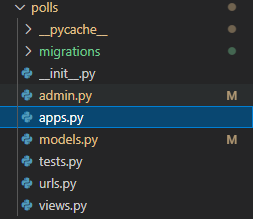 polls
__pycache__
migrations
__init__.py
admin.py M
apps.py
models.py M
tests.py
urls.py
views.py